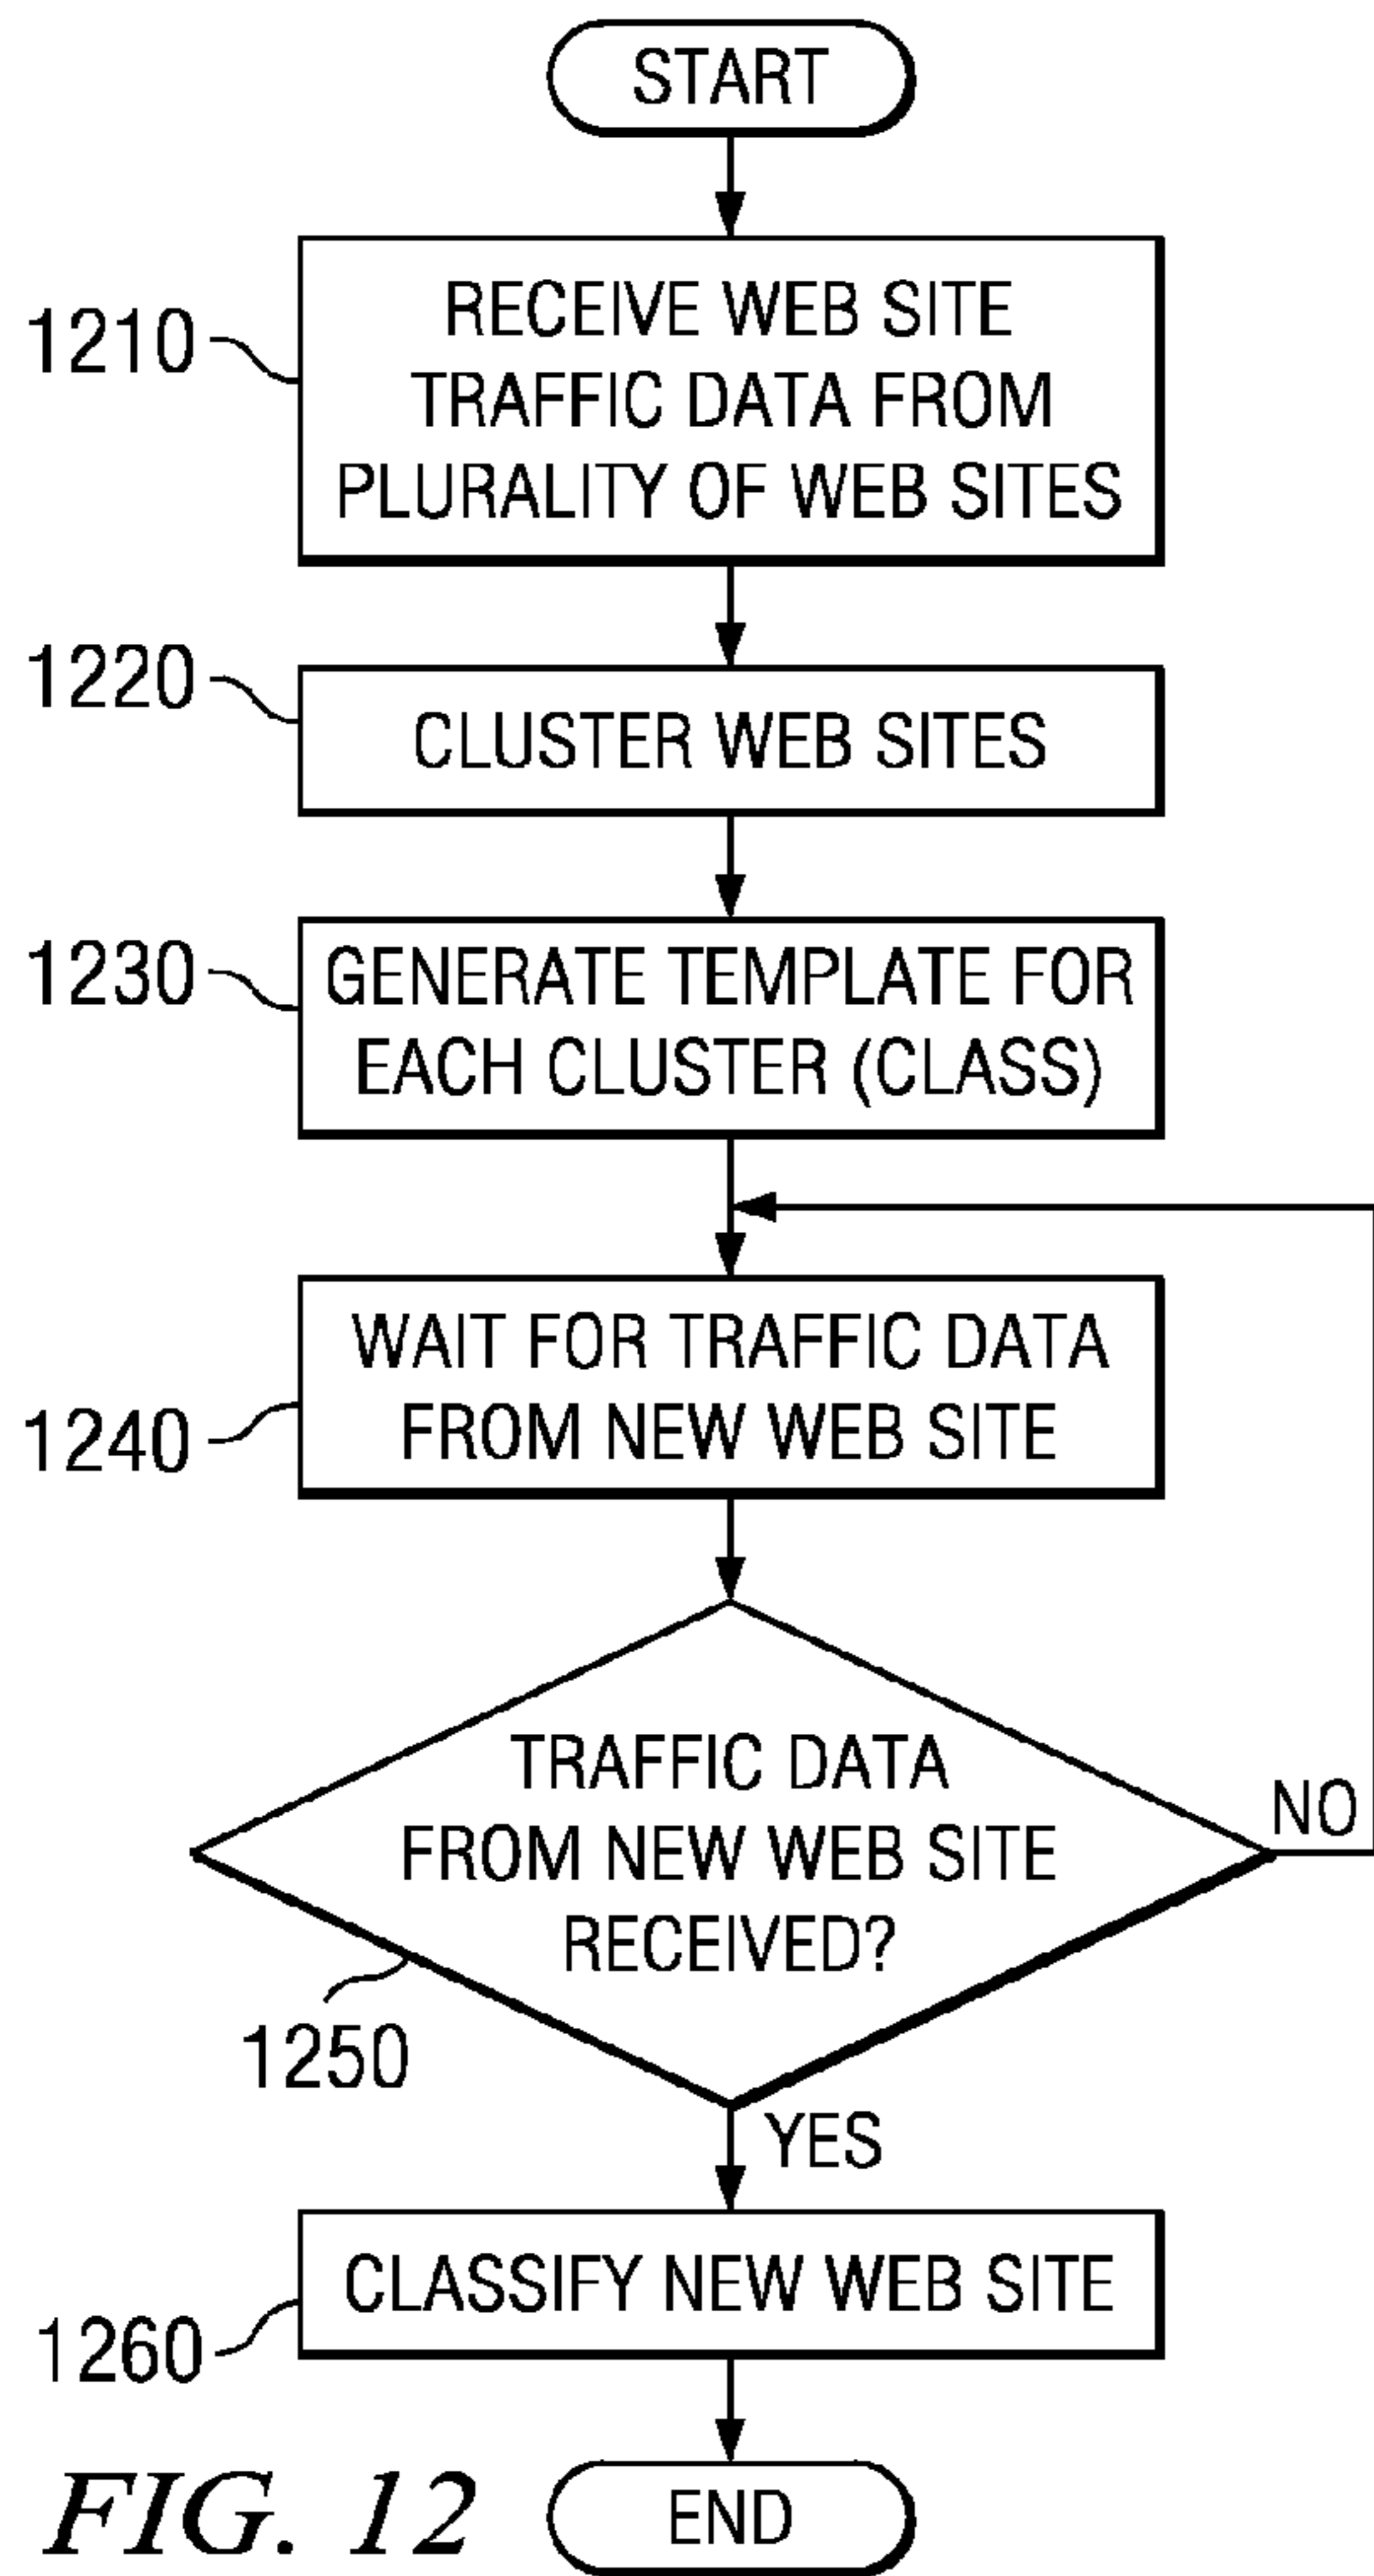 START
1210
RECEIVE WEB SITE
TRAFFIC DATA FROM
PLURALITY OF WEB SITES
1220
CLUSTER WEB SITES
1230
GENERATE TEMPLATE FOR
EACH CLUSTER (CLASS)
1240
WAIT FOR TRAFFIC DATA
FROM NEW WEB SITE
TRAFFIC DATA
FROM NEW WEB SITE
RECEIVED?
NO
1250
YES
1260
CLASSIFY NEW WEB SITE
END
FIG. 12